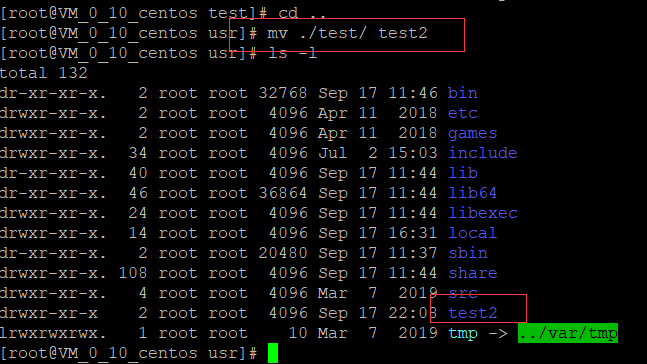 [root@VM_0_10_centos test]# cd ..
[root@VM_0_10_centos usr]# mv ./test/ test2
[root@VM_0_10_centos usr]# ls -l
total 132
dr-xr-xr-x.   2 root root 32768 Sep 17 11:46 bin
drwxr-xr-x.   2 root root  4096 Apr 11  2018 etc
drwxr-xr-x.   2 root root  4096 Apr 11  2018 games
drwxr-xr-x.  34 root root  4096 Jul  2 15:03 include
dr-xr-xr-x.  40 root root  4096 Sep 17 11:44 lib
dr-xr-xr-x.  46 root root 36864 Sep 17 11:44 lib64
drwxr-xr-x.  24 root root  4096 Sep 17 11:44 libexec
drwxr-xr-x.  14 root root  4096 Sep 17 16:31 local
dr-xr-xr-x.   2 root root 20480 Sep 17 11:37 sbin
drwxr-xr-x. 108 root root  4096 Sep 17 11:44 share
drwxr-xr-x.   4 root root  4096 Mar  7  2019 src
drwxr-xr-x    2 root root  4096 Sep 17 22:08 test2
lrwxrwxrwx.   1 root root    10 Mar  7  2019 tmp -> ../var/tmp
[root@VM_0_10_centos usr]#